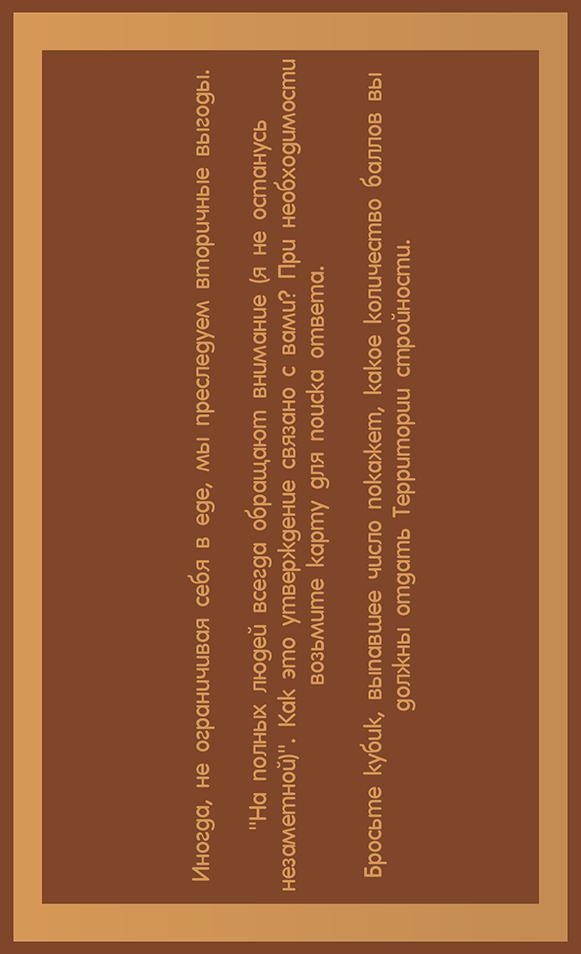 Иногда, не ограничивая себя в еде, мы преследуем вторичные выгоды.
"На полных людей всегда обращают внимание (я не останусь
незаметной)". Как это утверждение связано с вами? При необходимости
возьмите карту для поиска ответа.
Бросьте кубик, выпавшее число покажет, какое количество баллов вы
должны отдать Территории стройности.